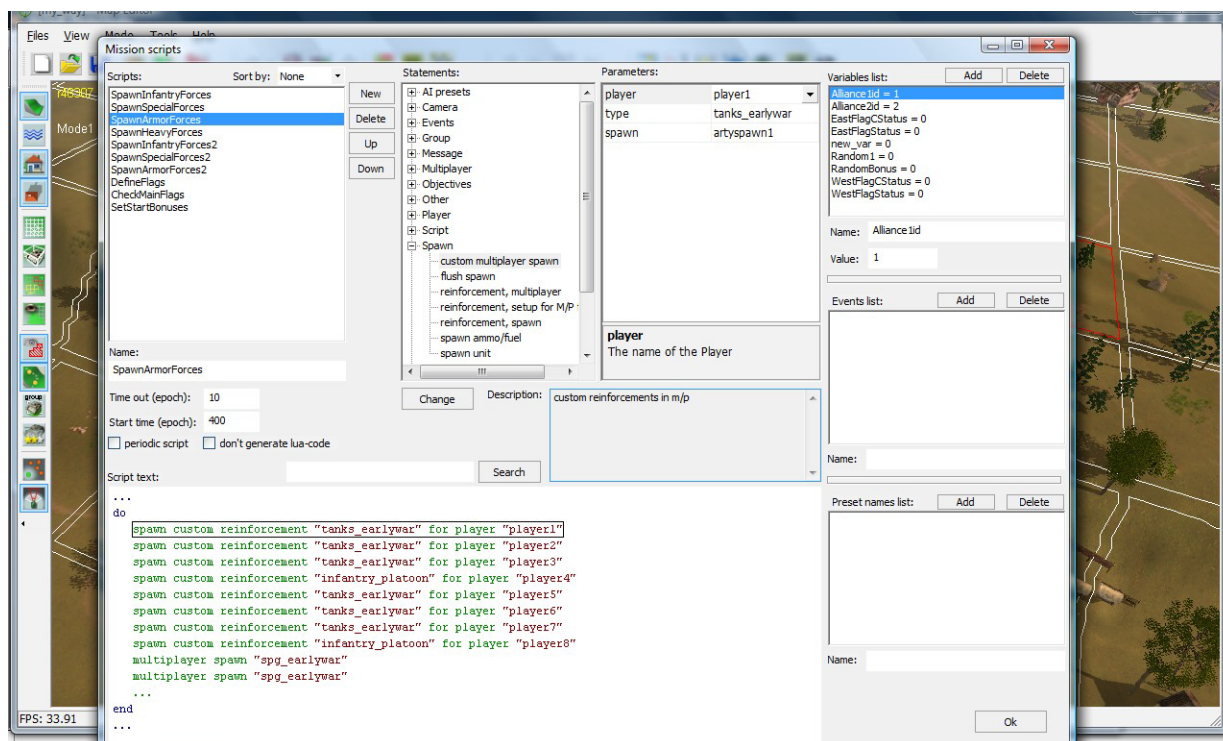 [my_way] - Map Editor
Files View Mode Tools Help
Mission scripts
Scripts: Sort by: None
SpawnInfantryForces
SpawnSpecialForces
SpawnArmorForces
SpawnHeavyForces
SpawnInfantryForces2
SpawnSpecialForces2
SpawnArmorForces2
DefineFlags
CheckMainFlags
SetStartBonuses
New
Delete
Up
Down
Name:
SpawnArmorForces
Time out (epoch): 10
Start time (epoch): 400
periodic script don't generate lua-code
Statements:
AI presets
Camera
Events
Group
Message
Multiplayer
Objectives
Other
Player
Script
Spawn
custom multiplayer spawn
flush spawn
reinforcement, multiplayer
reinforcement, setup for M/P
reinforcement, spawn
spawn ammo/fuel
spawn unit
Parameters:
player player1
type tanks_earlywar
spawn artyspawn1
player
The name of the Player
Change Description: custom reinforcements in m/p
Script text: Search
...
do
spawn custom reinforcement "tanks_earlywar" for player "player1"
spawn custom reinforcement "tanks_earlywar" for player "player2"
spawn custom reinforcement "tanks_earlywar" for player "player3"
spawn custom reinforcement "infantry_platoon" for player "player4"
spawn custom reinforcement "tanks_earlywar" for player "player5"
spawn custom reinforcement "tanks_earlywar" for player "player6"
spawn custom reinforcement "tanks_earlywar" for player "player7"
spawn custom reinforcement "infantry_platoon" for player "player8"
multiplayer spawn "spg_earlywar"
multiplayer spawn "spg_earlywar"
...
end
...
Variables list: Add Delete
Alliance1id = 1
Alliance2id = 2
EastFlagCStatus = 0
EastFlagStatus = 0
new_var = 0
Random1 = 0
RandomBonus = 0
WestFlagCStatus = 0
WestFlagStatus = 0
Name: Alliance1id
Value: 1
Events list: Add Delete
Name:
Preset names list: Add Delete
Name:
Ok
Mode1
group
FPS: 33.91